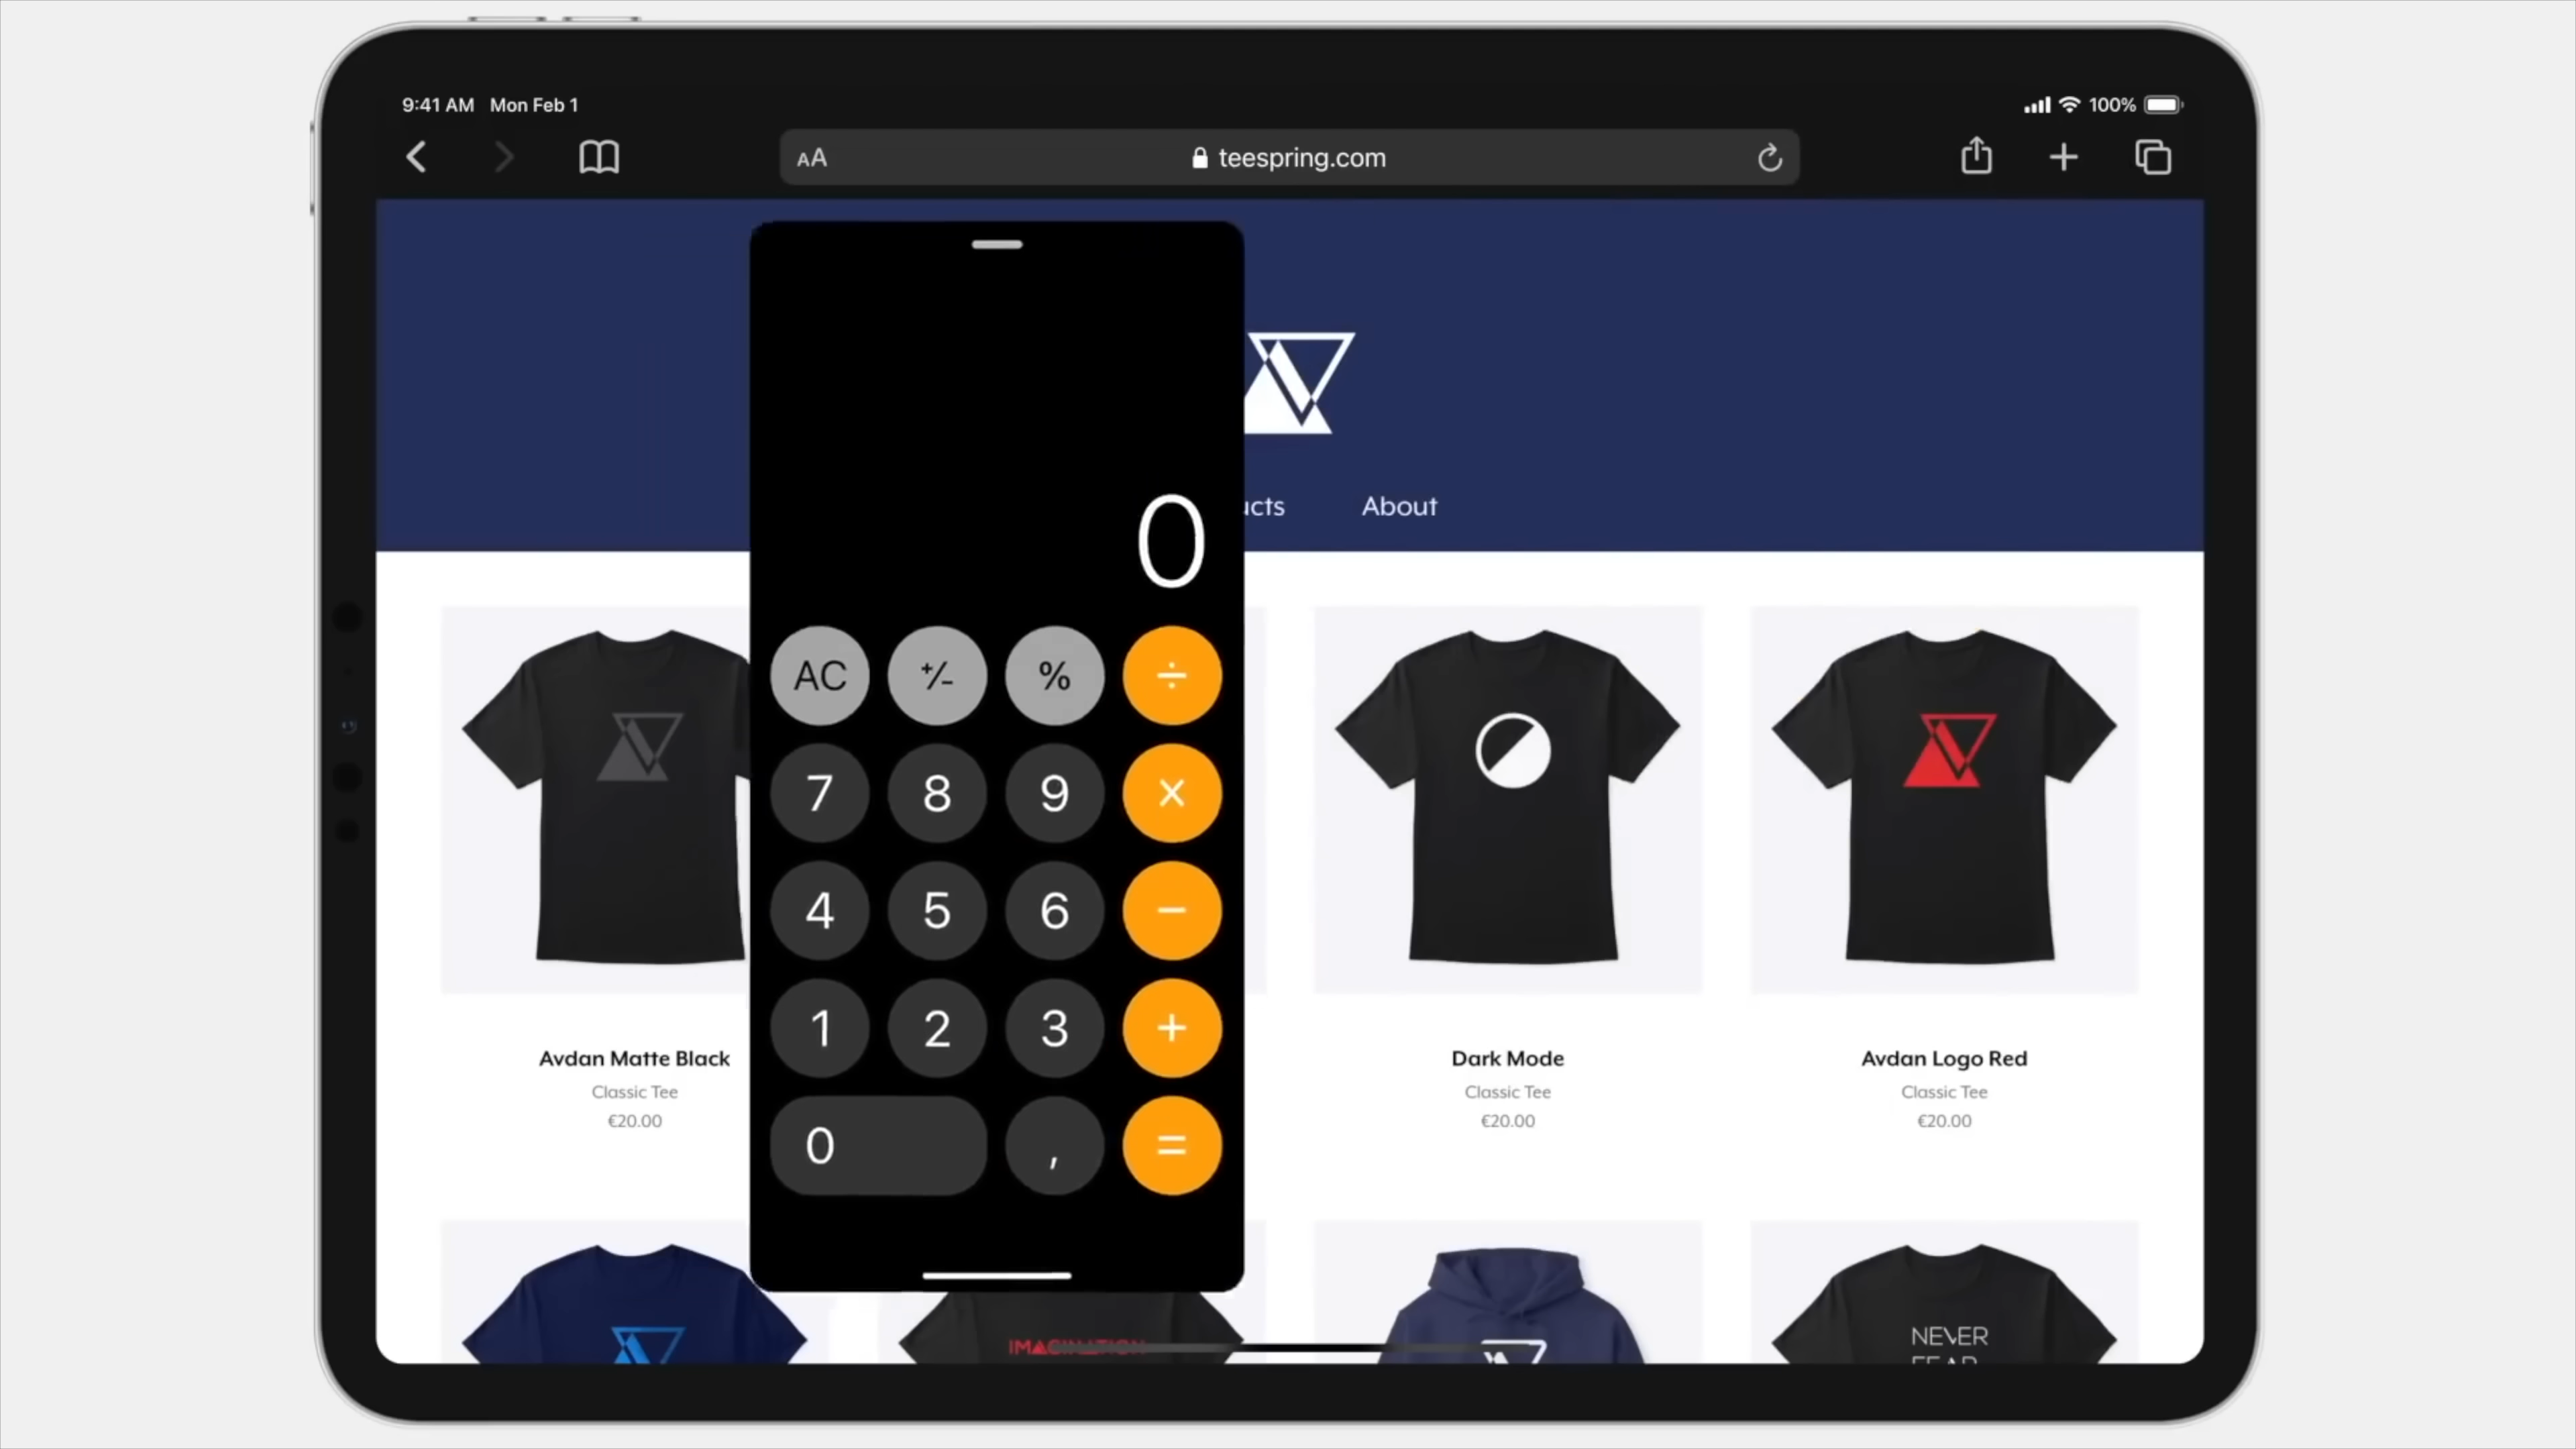 9:41 AM Mon Feb 1
100%
AA
teespring.com
About
0
AC +/- % ÷
7 8 9 ×
4 5 6 −
1 2 3 +
0 , =
Avdan Matte Black
Classic Tee
€20.00
Dark Mode
Classic Tee
€20.00
Avdan Logo Red
Classic Tee
€20.00
IMAGINATION
NEVER
FEAR